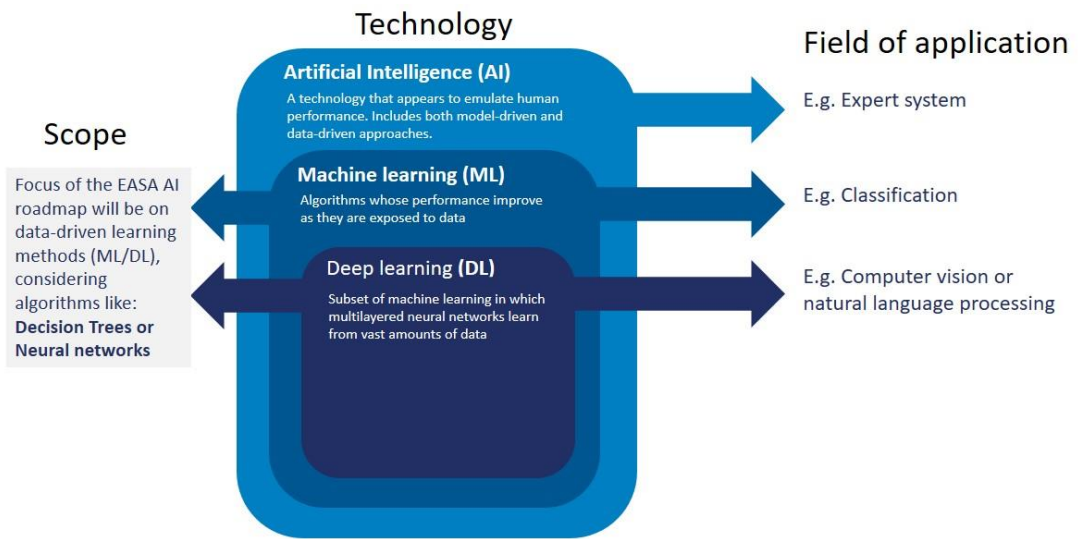 Technology
Field of application
Scope
Artificial Intelligence (AI)
A technology that appears to emulate human
performance. Includes both model-driven and
data-driven approaches.
E.g. Expert system
Focus of the EASA AI
roadmap will be on
data-driven learning
methods (ML/DL),
considering
algorithms like:
Decision Trees or
Neural networks
Machine learning (ML)
Algorithms whose performance improve
as they are exposed to data
E.g. Classification
Deep learning (DL)
Subset of machine learning in which
multilayered neural networks learn
from vast amounts of data
E.g. Computer vision or
natural language processing